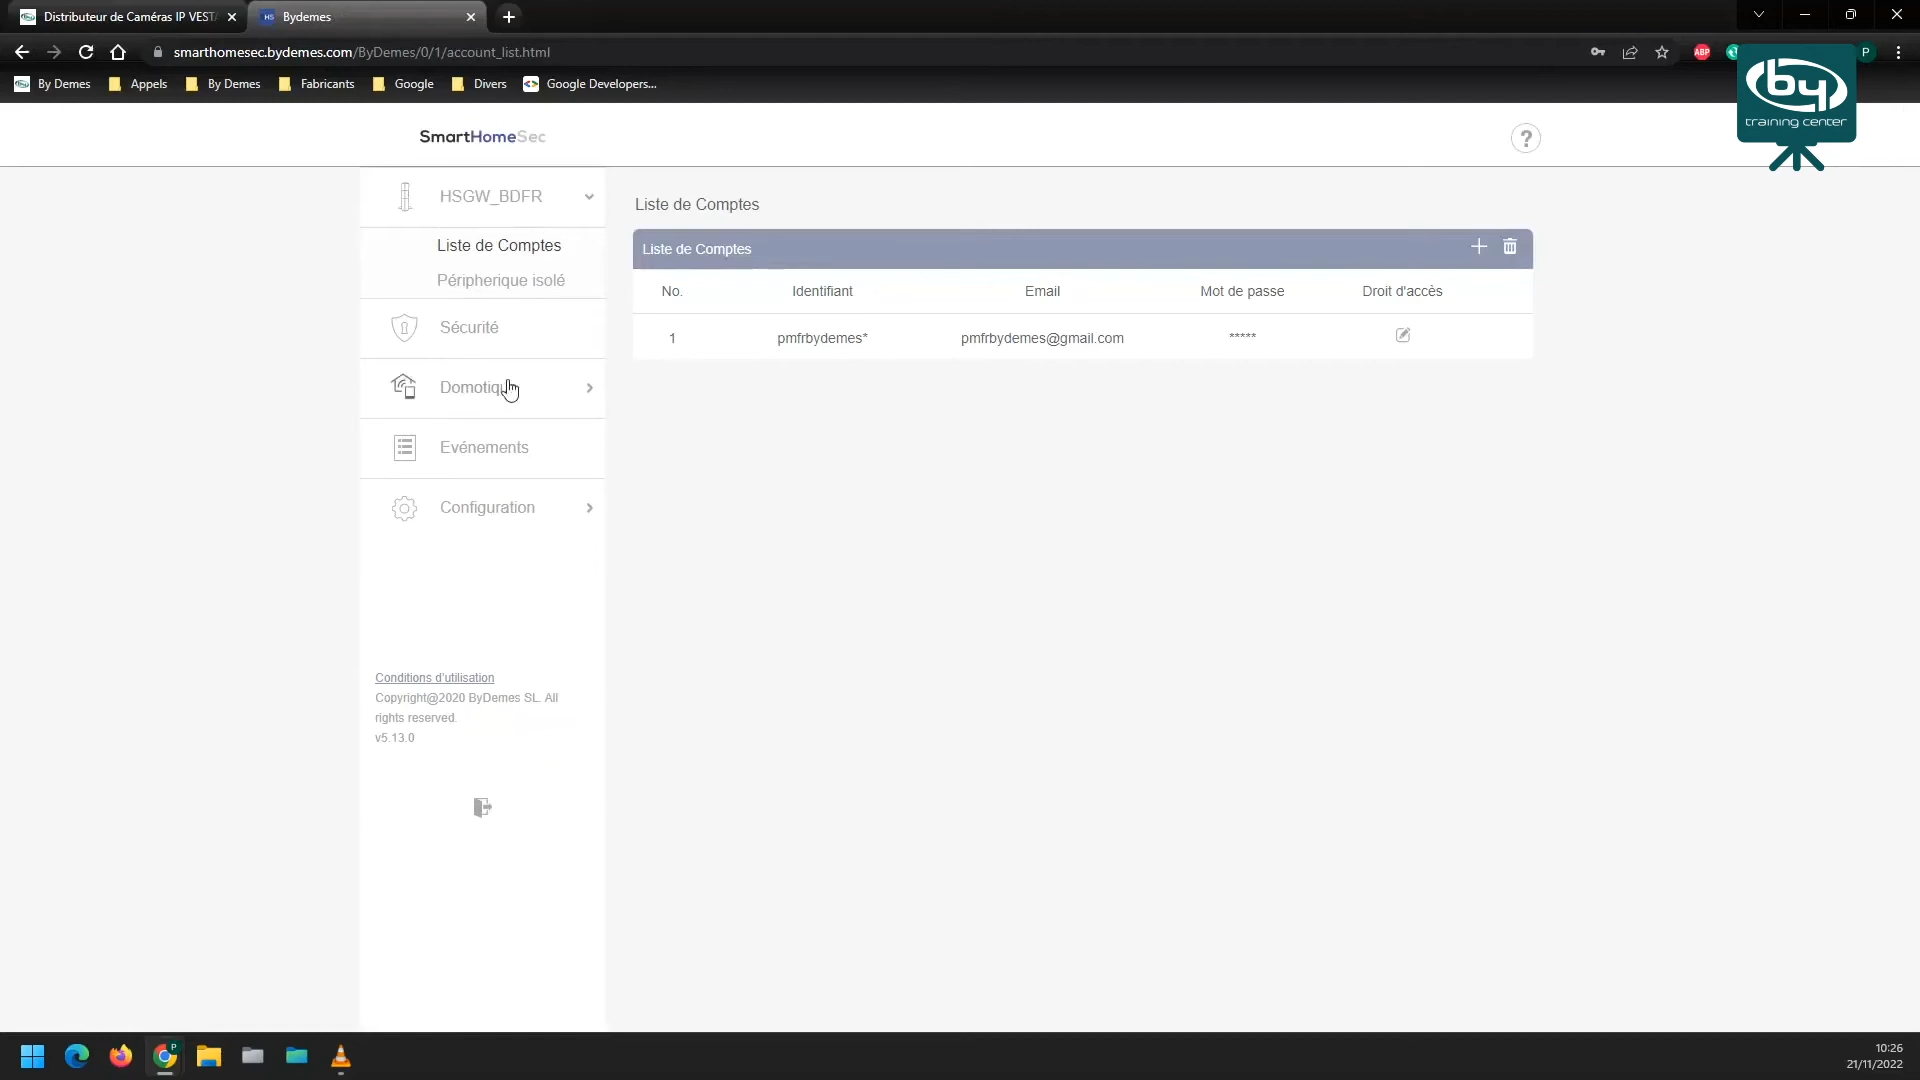 Distributeur de Caméras IP VEST
Bydemes
smarthomesec.bydemes.com/ByDemes/0/1/account_list.html
ABP
P
By Demes
Appels
By Demes
Fabricants
Google
Divers
Google Developers...
by
training center
SmartHomeSec
?
HSGW_BDFR
Liste de Comptes
Péripherique isolé
Sécurité
Domotiqu
Evénements
Configuration
Liste de Comptes
Liste de Comptes
No. Identifiant Email Mot de passe Droit d'accès
1 pmfrbydemes* pmfrbydemes@gmail.com *****
Conditions d'utilisation
Copyright@2020 ByDemes SL. All
rights reserved.
v5.13.0
10:26
21/11/2022